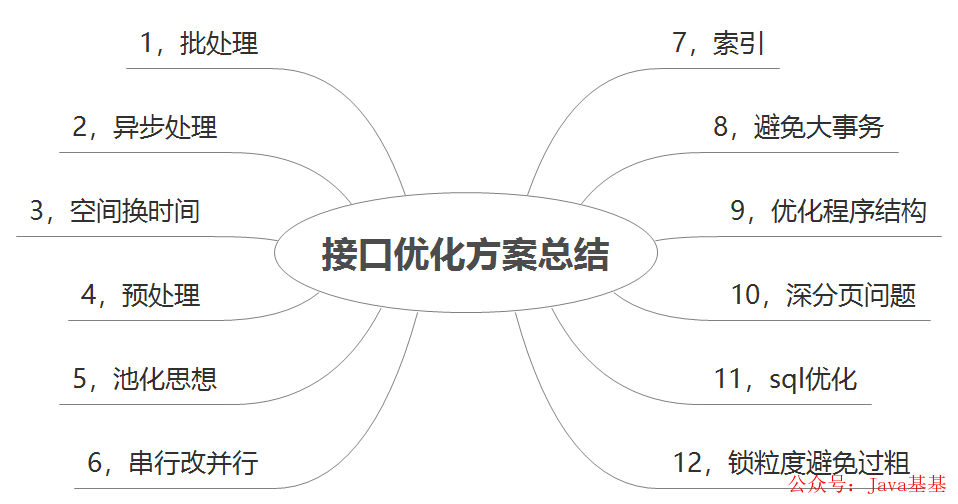 1，批处理
2，异步处理
3，空间换时间
4，预处理
5，池化思想
6，串行改并行
接口优化方案总结
7，索引
8，避免大事务
9，优化程序结构
10，深分页问题
11，sql优化
12，锁粒度避免过粗
公众号：Java基基